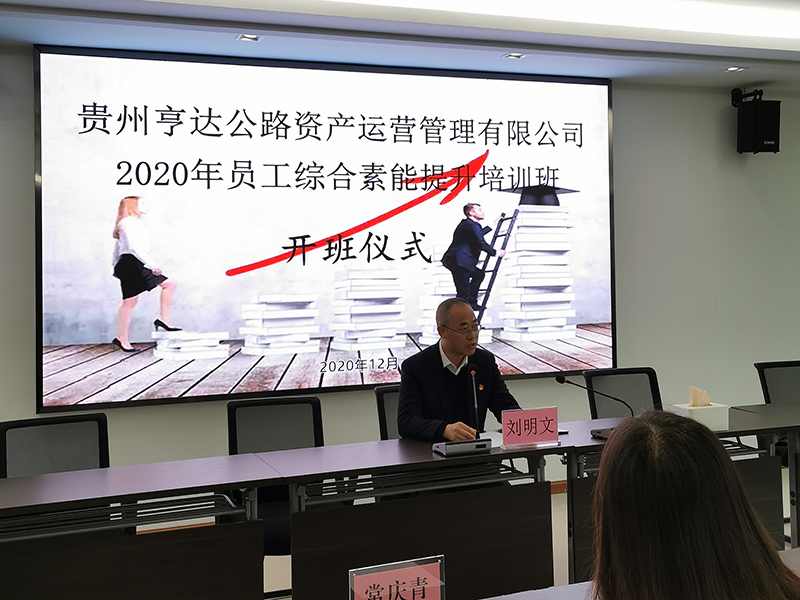 贵州亨达公路资产运营管理有限公司
2020年员工综合素能提升培训班
开班仪式
2020年12月
刘明文
常庆青